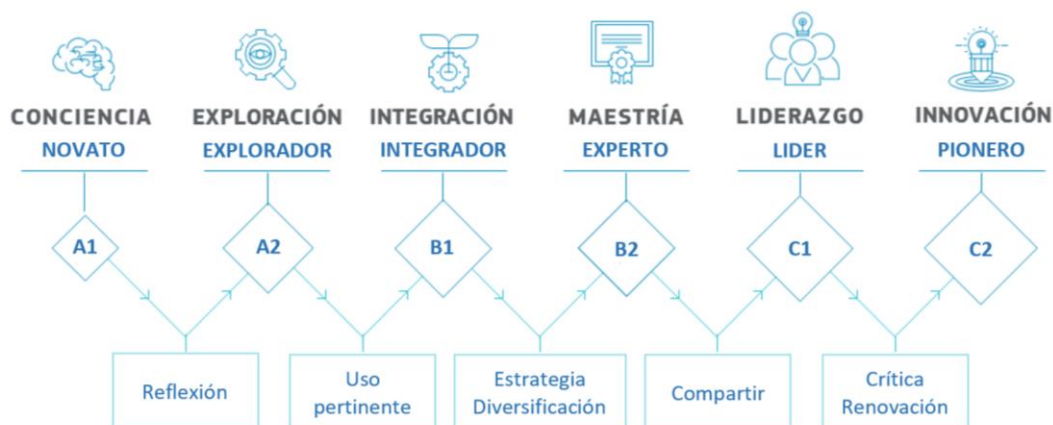 CONCIENCIA EXPLORACIÓN INTEGRACIÓN MAESTRÍA LIDERAZGO INNOVACIÓN
NOVATO EXPLORADOR INTEGRADOR EXPERTO LIDER PIONERO
A1 A2 B1 B2 C1 C2
Reflexión
Uso
pertinente
Estrategia
Diversificación
Compartir
Crítica
Renovación